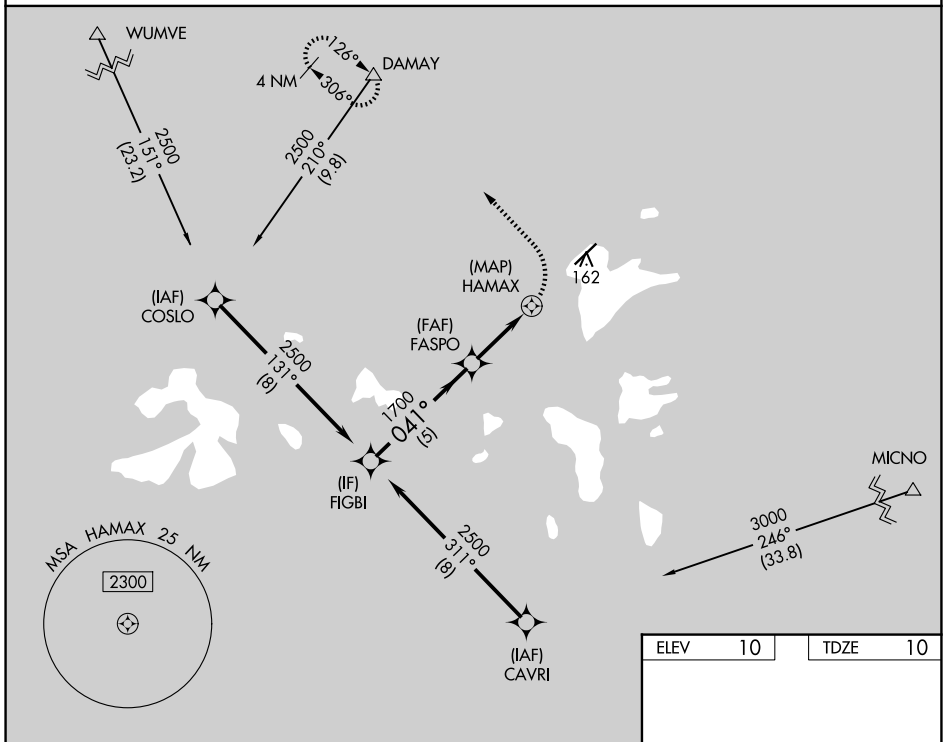 WUMVE
126°
DAMAY
4 NM
306°
2500
151°
(23.2)
2500
210°
(9.8)
(MAP)
HAMAX
162
(IAF)
COSLO
(FAF)
FASPO
2500
131°
(8)
1700
041°
(5)
(IF)
FIGBI
MICNO
3000
246°
(33.8)
2500
311°
(8)
MSA HAMAX 25 NM
2300
(IAF)
CAVRI
ELEV 10
TDZE 10